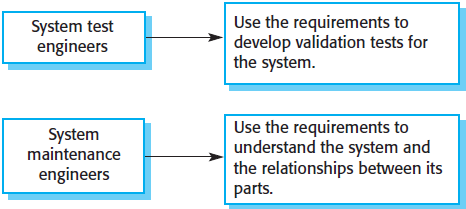 System test
engineers
Use the requirements to
develop validation tests for
the system.
System
maintenance
engineers
Use the requirements to
understand the system and
the relationships between its
parts.